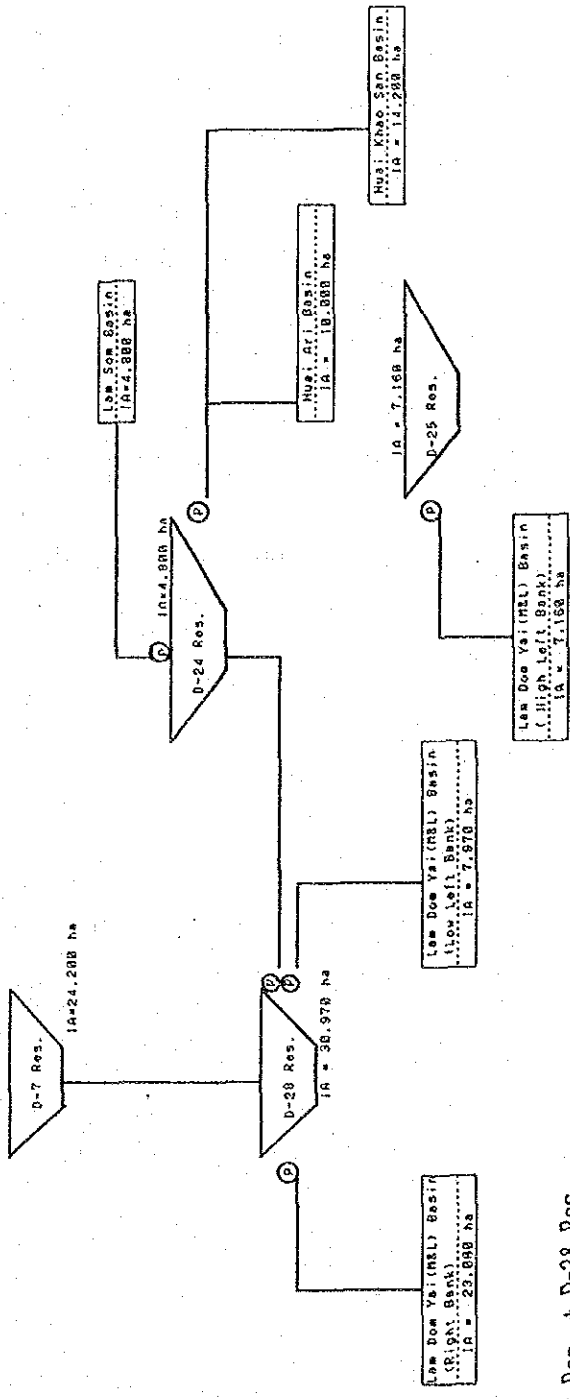 D-7 Res.
IA=24,200 ha
Lam Som Basin
IA=4,800 ha
P
IA=4,800 ha
D-24 Res.
P
Huai Ari Basin
IA = 10,000 ha
Huai Khao San Basin
IA = 14,200 ha
D-28 Res.
IA = 30,970 ha
P
P
P
Lam Dom Yai(M&L) Basin
(Right Bank)
IA = 23,000 ha
Lam Dom Yai(M&L) Basin
(Low Left Bank)
IA = 7,970 ha
IA = 7,160 ha
D-25 Res.
P
Lam Dom Yai(M&L) Basin
( High Left Bank)
IA = 7,160 ha
+ D-28 Res